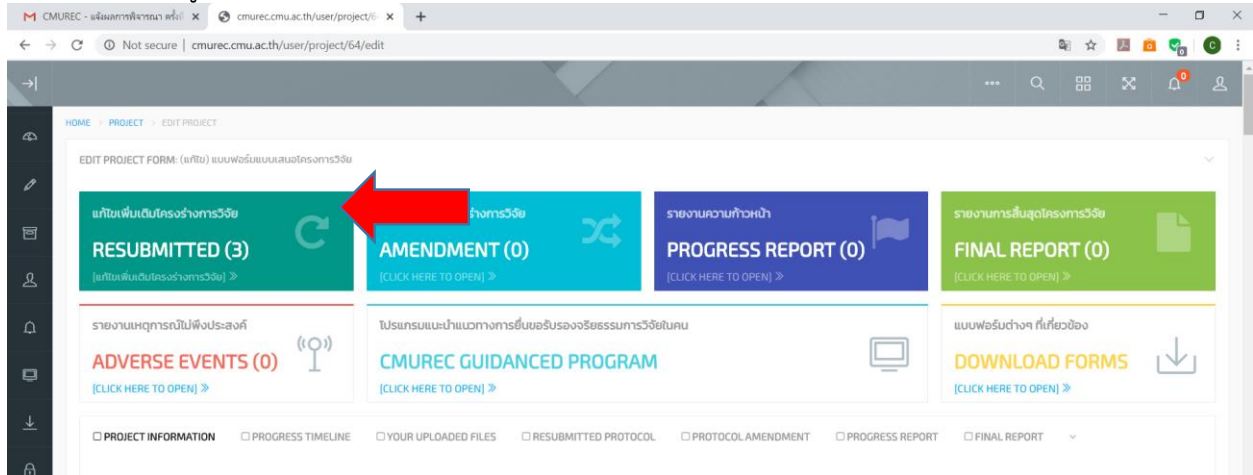 CMUREC - แจ้งผลการพิจารณา ครั้งที่
cmurec.cmu.ac.th/user/project/6
Not secure | cmurec.cmu.ac.th/user/project/64/edit
C
0
HOME > PROJECT > EDIT PROJECT
EDIT PROJECT FORM: (แก้ไข) แบบฟอร์มแบบเสนอโครงการวิจัย
แก้ไขเพิ่มเติมโครงร่างการวิจัย
RESUBMITTED (3)
[แก้ไขเพิ่มเติมโครงร่างการวิจัย] »
ร่างการวิจัย
AMENDMENT (0)
[CLICK HERE TO OPEN] »
รายงานความก้าวหน้า
PROGRESS REPORT (0)
[CLICK HERE TO OPEN] »
รายงานการสิ้นสุดโครงการวิจัย
FINAL REPORT (0)
[CLICK HERE TO OPEN] »
รายงานเหตุการณ์ไม่พึงประสงค์
ADVERSE EVENTS (0)
[CLICK HERE TO OPEN] »
โปรแกรมแนะนำแนวทางการยื่นขอรับรองจริยธรรมการวิจัยในคน
CMUREC GUIDANCED PROGRAM
[CLICK HERE TO OPEN] »
แบบฟอร์มต่างๆ ที่เกี่ยวข้อง
DOWNLOAD FORMS
[CLICK HERE TO OPEN] »
PROJECT INFORMATION PROGRESS TIMELINE YOUR UPLOADED FILES RESUBMITTED PROTOCOL PROTOCOL AMENDMENT PROGRESS REPORT FINAL REPORT